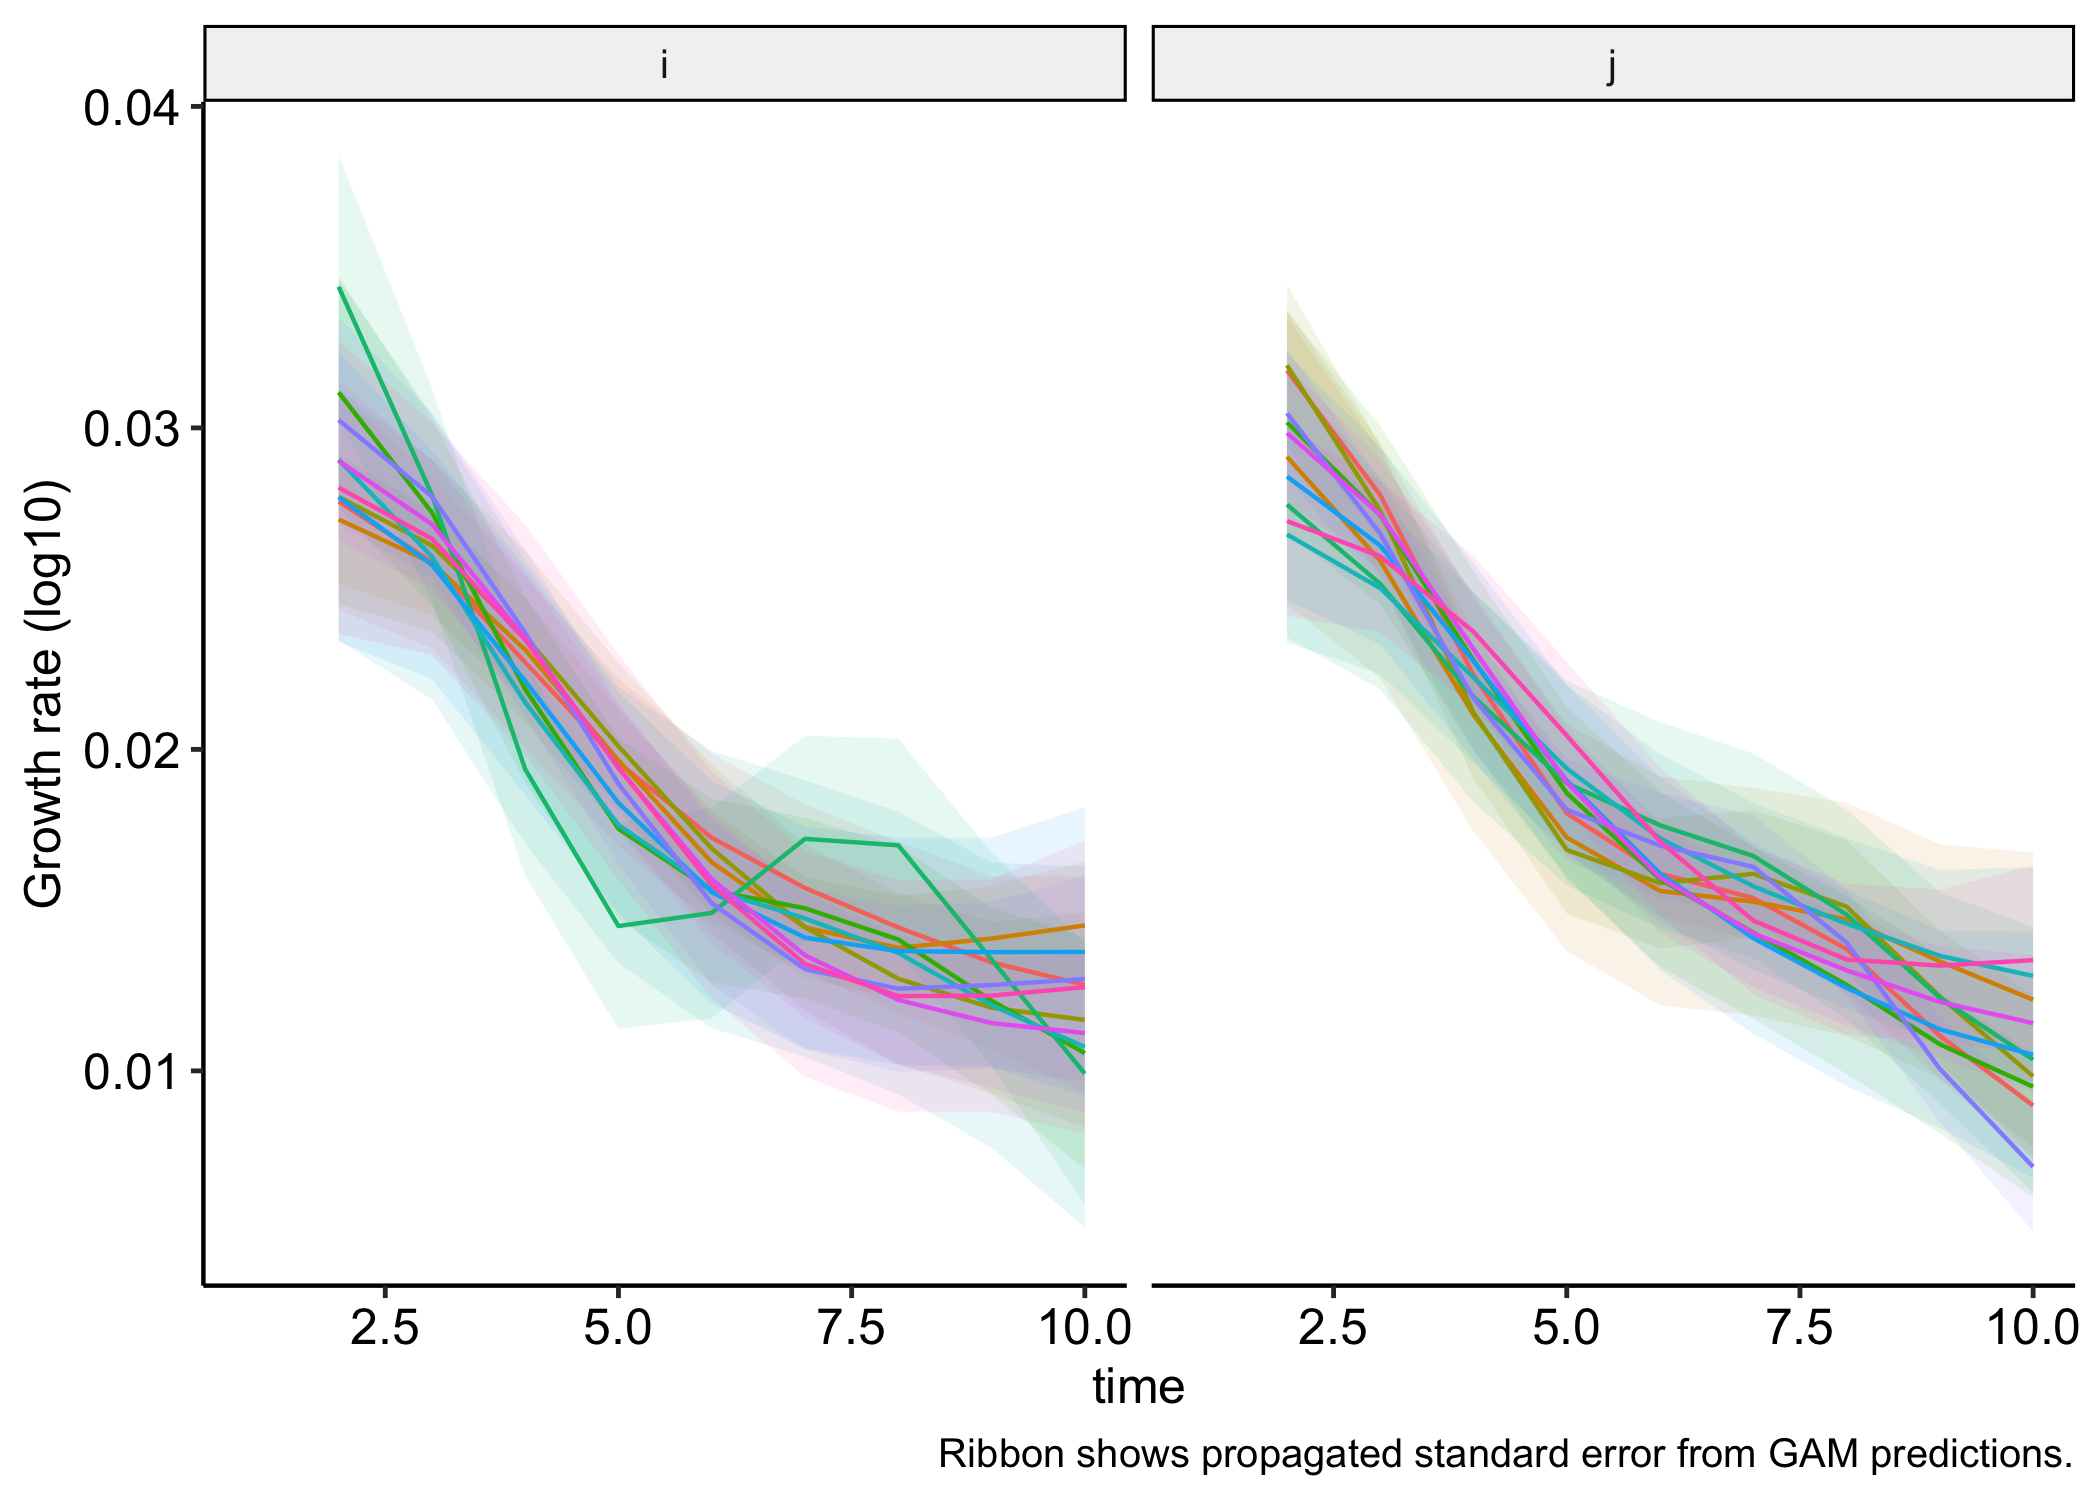 i
j
0.04
0.03
0.02
0.01
Growth rate (log10)
2.5 5.0 7.5 10.0
2.5 5.0 7.5 10.0
time
Ribbon shows propagated standard error from GAM predictions.